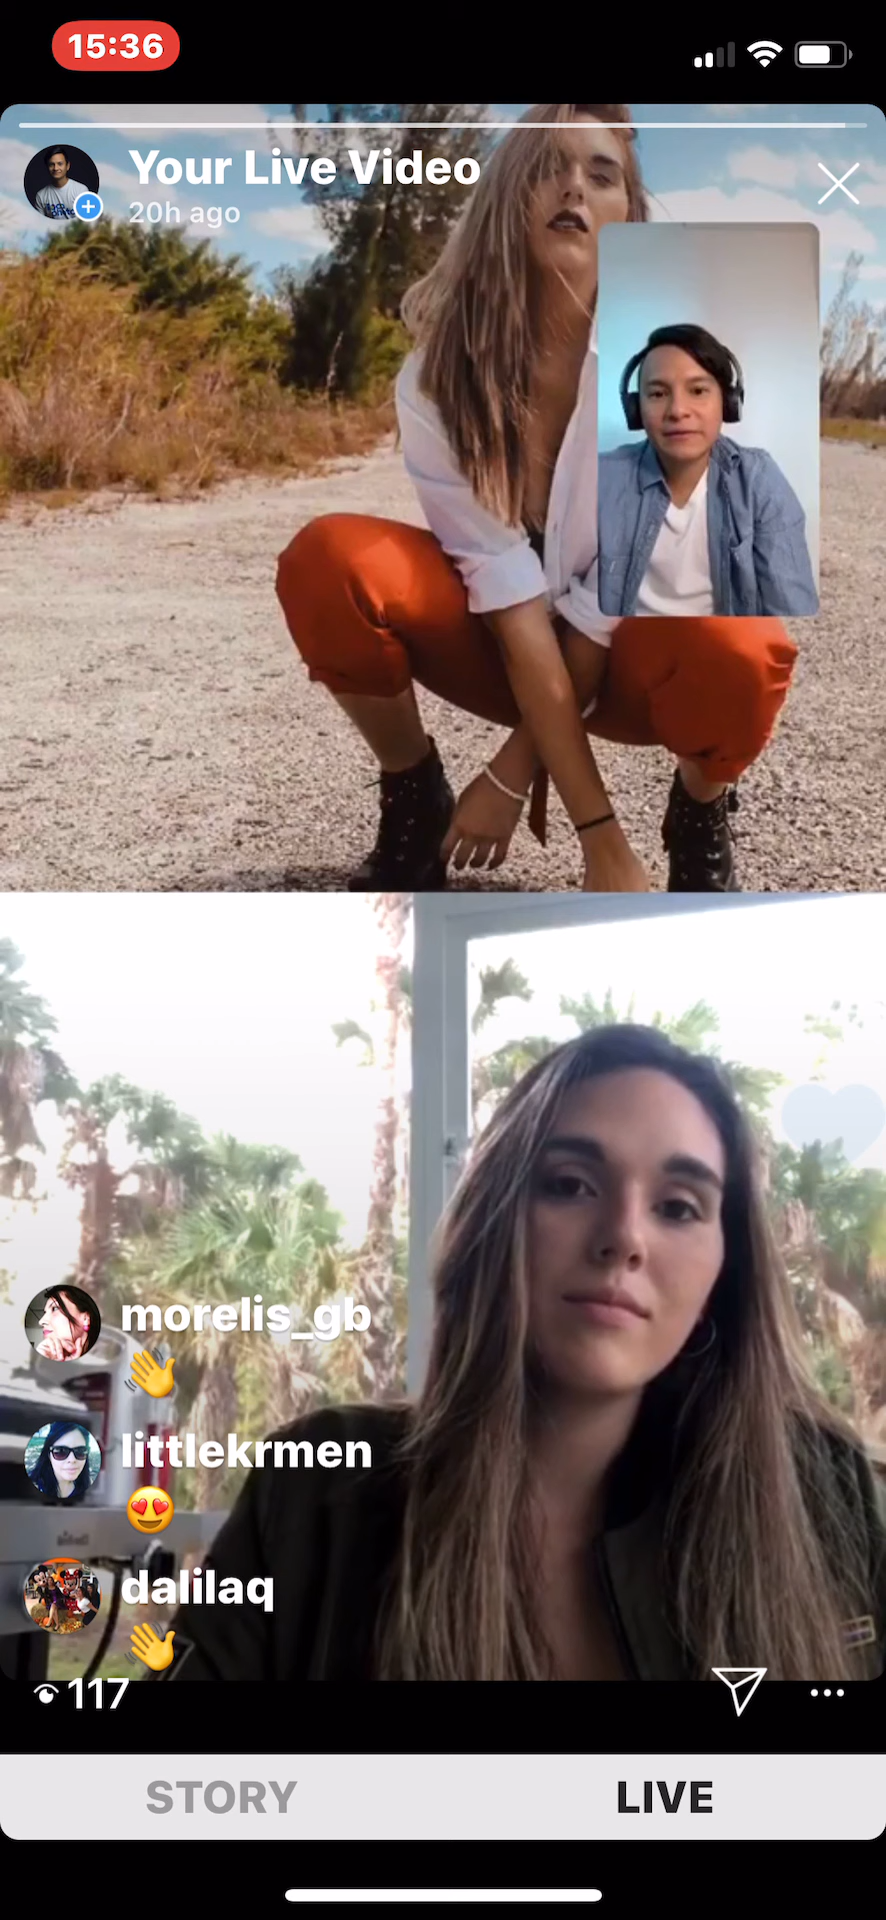 15:36
Your Live Video
20h ago
morelis_gb
👋
littlekrmen
😍
dalilaq
👋
117
STORY
LIVE